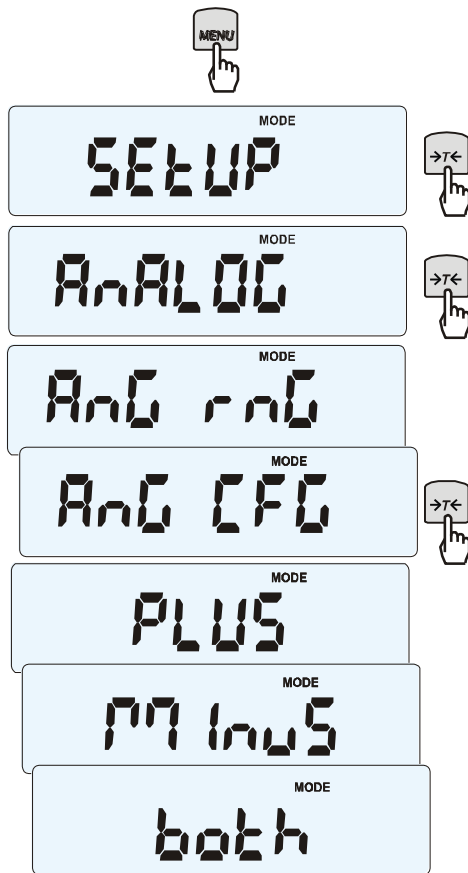 MENU
MODE
SEtUP
→T←
MODE
AnALOG
→T←
MODE
AnG rnG
MODE
AnG CFG
→T←
MODE
PLUS
MODE
MInuS
MODE
both